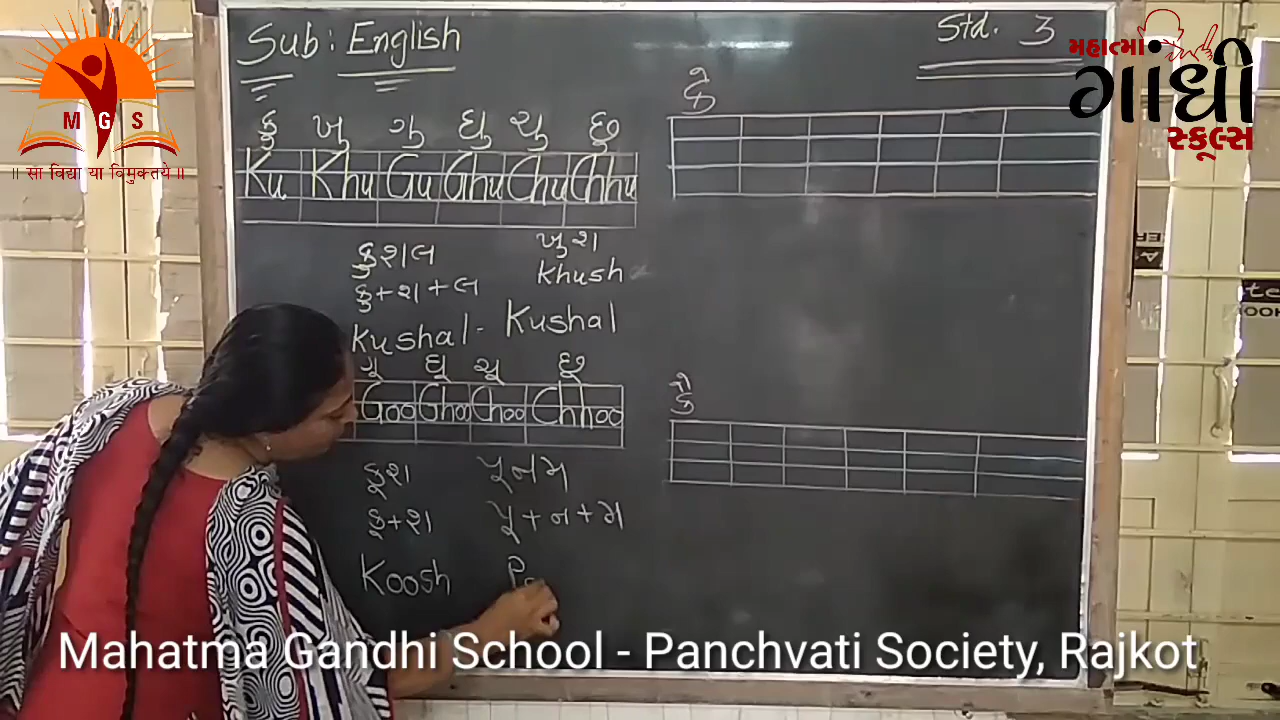 Sub: English
Std. 3
કુ ખુ ગુ ઘુ ચુ છુ
Ku Khu Gu Ghu Chu Chhu
કુશલ
કુ+શ+લ
Kushal - Kushal
ખુશ
Khush
ગૂ ઘૂ ચૂ છૂ
Goo Ghoo Choo Chhoo
કૂશ
કૂ+શ
Koosh
પૂનમ
પૂ+ન+મ
કે
કૈ
MGS
॥ सा विद्या या विमुक्तये ॥
મહાત્મા
ગાંધી
સ્કૂલ્સ
Mahatma Gandhi School - Panchvati Society, Rajkot